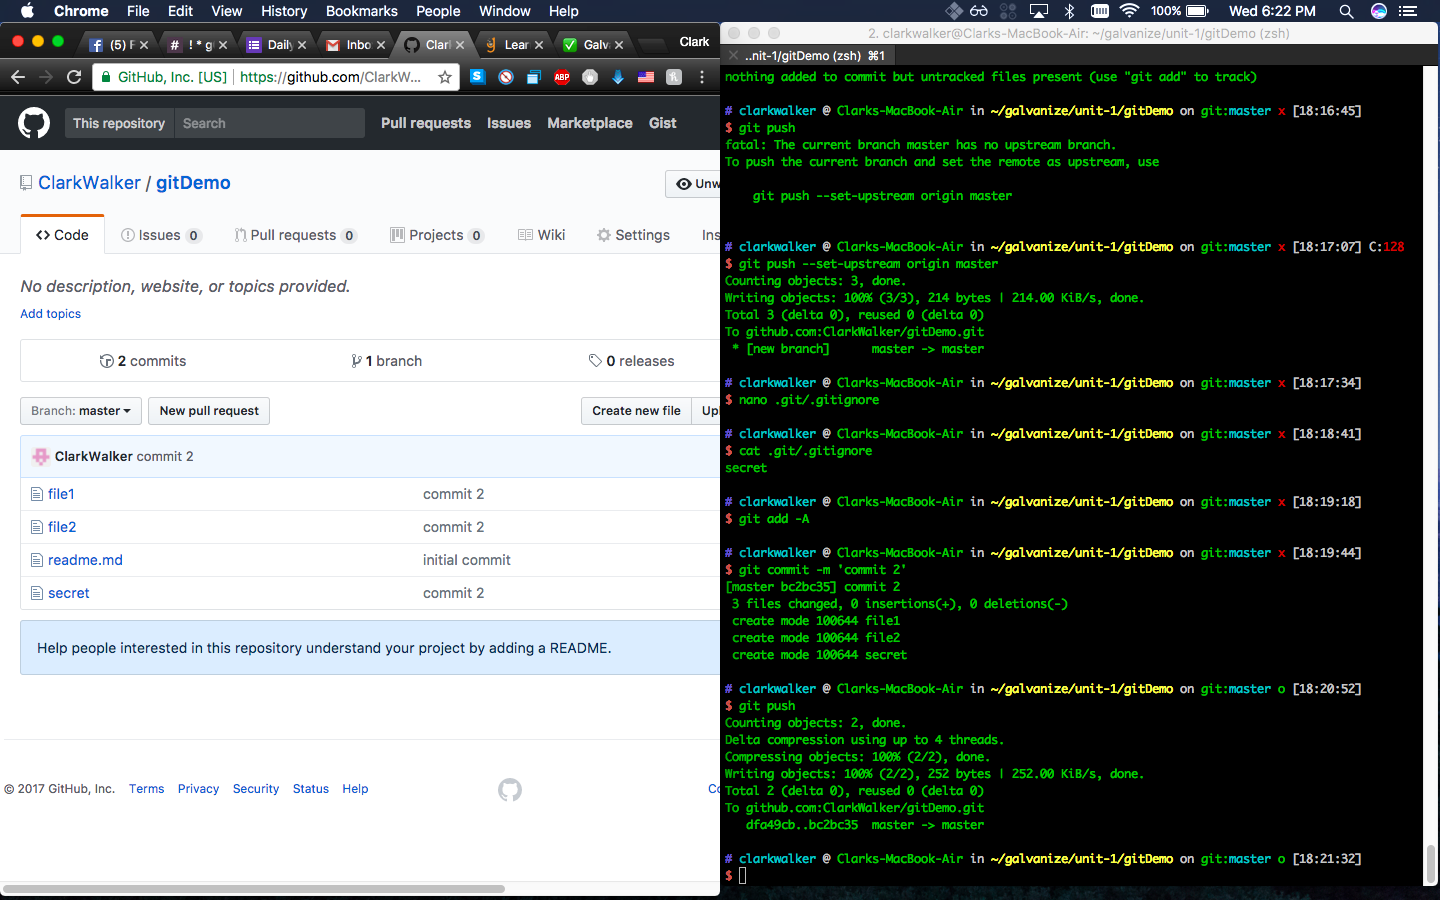 Chrome File Edit View History Bookmarks People Window Help 100% Wed 6:22 PM
(5) F # ! * g Daily Inbo Clar Lear Galv Clark
GitHub, Inc. [US] https://github.com/ClarkW...
This repository Search Pull requests Issues Marketplace Gist
ClarkWalker / gitDemo
Unw
Code Issues 0 Pull requests 0 Projects 0 Wiki Settings Ins
No description, website, or topics provided.
Add topics
2 commits 1 branch 0 releases
Branch: master New pull request Create new file Upl
ClarkWalker commit 2
file1 commit 2
file2 commit 2
readme.md initial commit
secret commit 2
Help people interested in this repository understand your project by adding a README.
© 2017 GitHub, Inc. Terms Privacy Security Status Help Co
2. clarkwalker@Clarks-MacBook-Air: ~/galvanize/unit-1/gitDemo (zsh)
..nit-1/gitDemo (zsh) ⌘1
nothing added to commit but untracked files present (use "git add" to track)
# clarkwalker @ Clarks-MacBook-Air in ~/galvanize/unit-1/gitDemo on git:master x [18:16:45]
$ git push
fatal: The current branch master has no upstream branch.
To push the current branch and set the remote as upstream, use
git push --set-upstream origin master
# clarkwalker @ Clarks-MacBook-Air in ~/galvanize/unit-1/gitDemo on git:master x [18:17:07] C:128
$ git push --set-upstream origin master
Counting objects: 3, done.
Writing objects: 100% (3/3), 214 bytes | 214.00 KiB/s, done.
Total 3 (delta 0), reused 0 (delta 0)
To github.com:ClarkWalker/gitDemo.git
* [new branch] master -> master
# clarkwalker @ Clarks-MacBook-Air in ~/galvanize/unit-1/gitDemo on git:master x [18:17:34]
$ nano .git/.gitignore
# clarkwalker @ Clarks-MacBook-Air in ~/galvanize/unit-1/gitDemo on git:master x [18:18:41]
$ cat .git/.gitignore
secret
# clarkwalker @ Clarks-MacBook-Air in ~/galvanize/unit-1/gitDemo on git:master x [18:19:18]
$ git add -A
# clarkwalker @ Clarks-MacBook-Air in ~/galvanize/unit-1/gitDemo on git:master x [18:19:44]
$ git commit -m 'commit 2'
[master bc2bc35] commit 2
3 files changed, 0 insertions(+), 0 deletions(-)
create mode 100644 file1
create mode 100644 file2
create mode 100644 secret
# clarkwalker @ Clarks-MacBook-Air in ~/galvanize/unit-1/gitDemo on git:master o [18:20:52]
$ git push
Counting objects: 2, done.
Delta compression using up to 4 threads.
Compressing objects: 100% (2/2), done.
Writing objects: 100% (2/2), 252 bytes | 252.00 KiB/s, done.
Total 2 (delta 0), reused 0 (delta 0)
To github.com:ClarkWalker/gitDemo.git
dfa49cb..bc2bc35 master -> master
# clarkwalker @ Clarks-MacBook-Air in ~/galvanize/unit-1/gitDemo on git:master o [18:21:32]
$